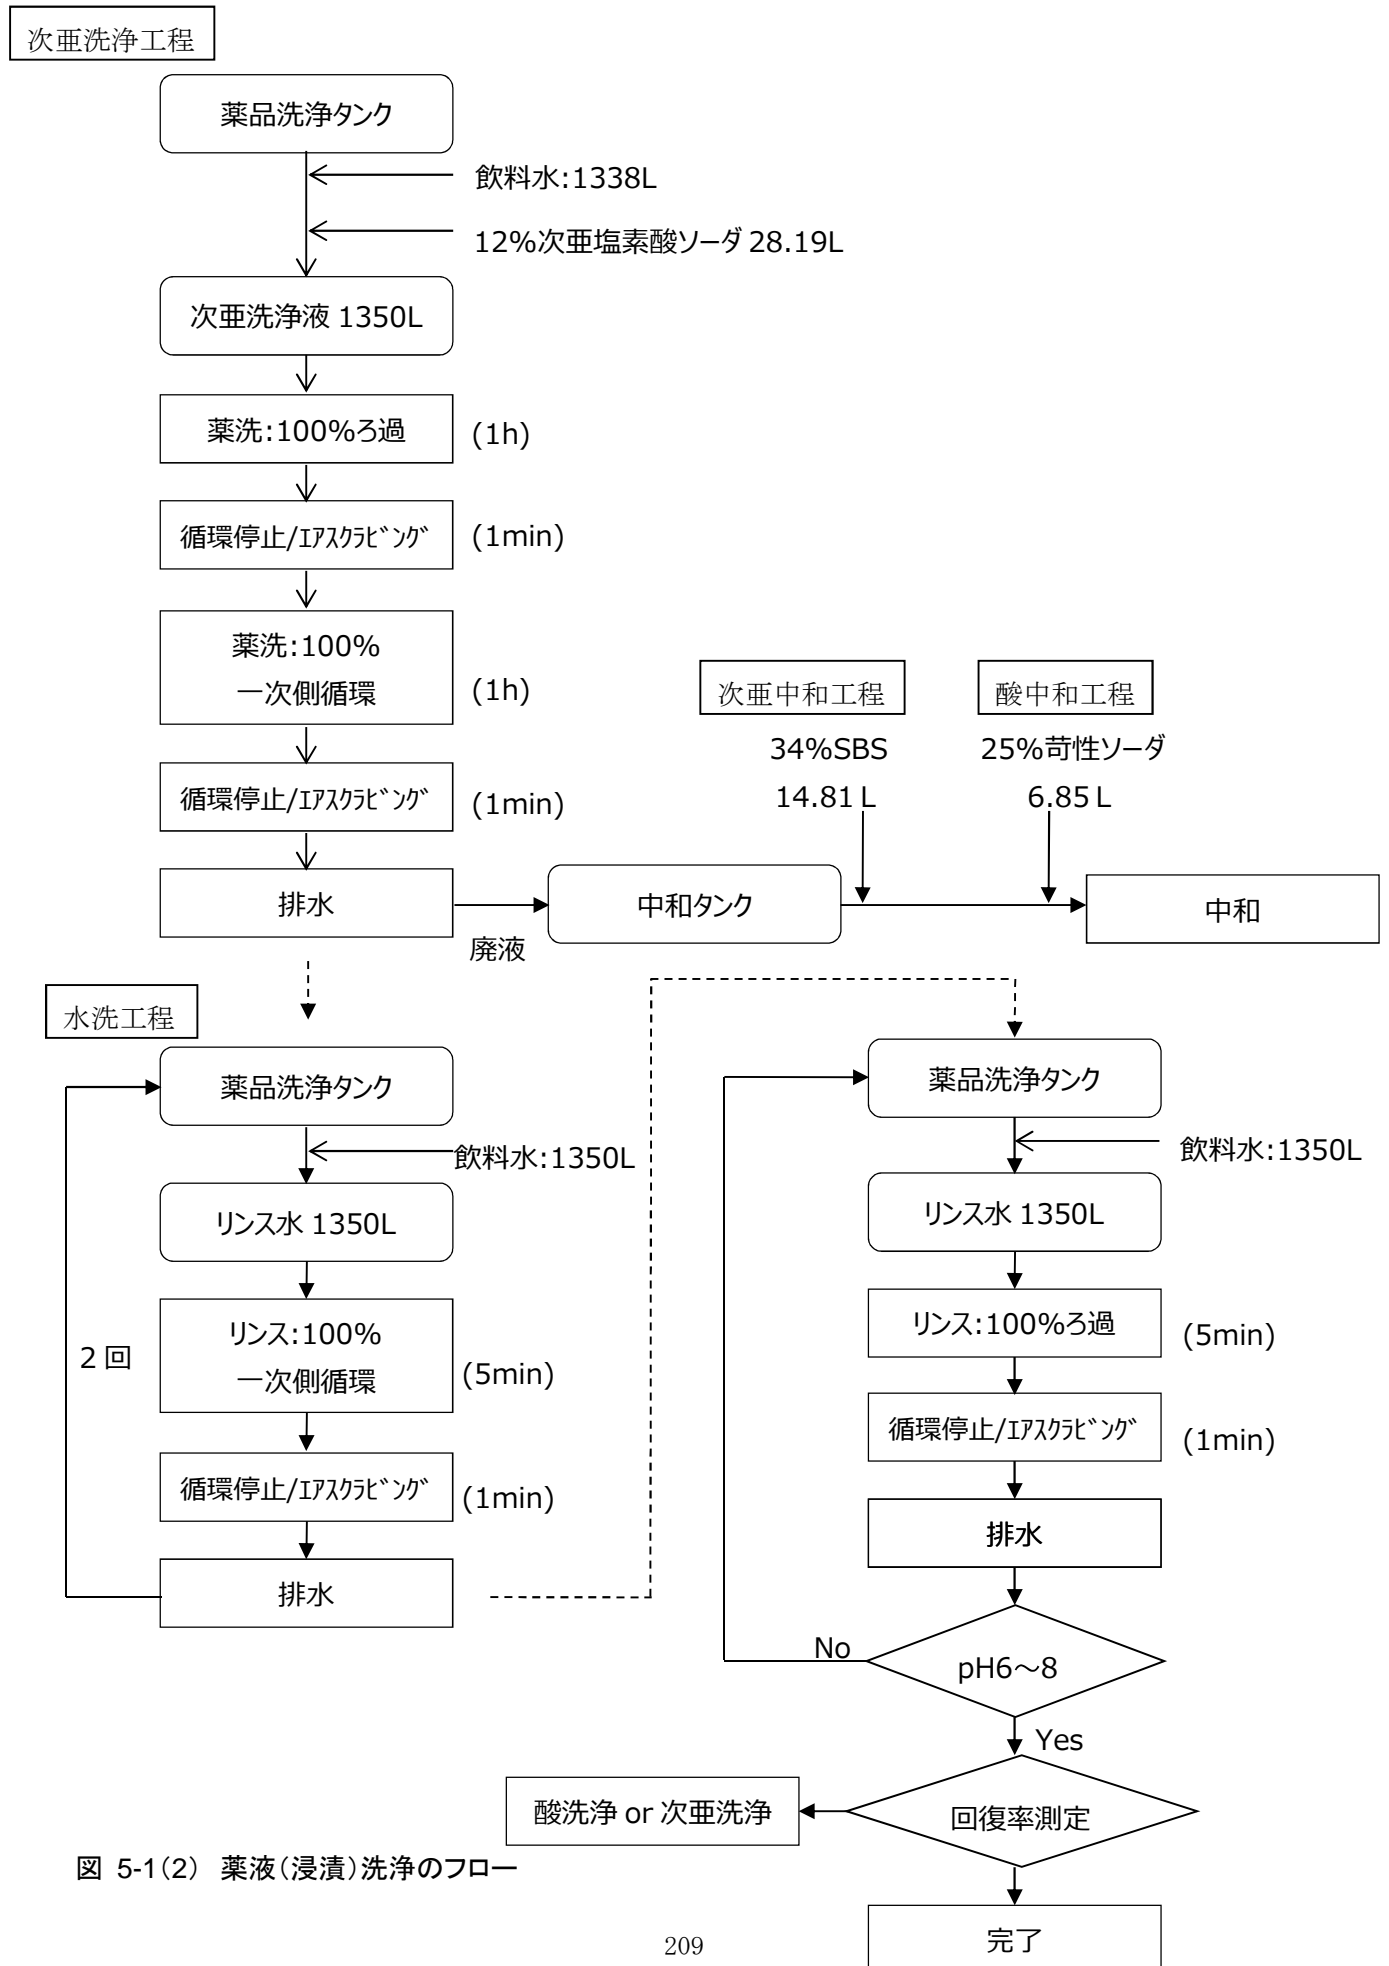 次亜洗浄工程
薬品洗浄タンク
飲料水:1338L
12%次亜塩素酸ソーダ 28.19L
次亜洗浄液 1350L
薬洗:100%ろ過
(1h)
循環停止/ｴｱｽｸﾗﾋﾞﾝｸﾞ
(1min)
薬洗:100%
一次側循環
(1h)
循環停止/ｴｱｽｸﾗﾋﾞﾝｸﾞ
(1min)
排水
廃液
中和タンク
次亜中和工程
34%SBS
14.81 L
酸中和工程
25%苛性ソーダ
6.85 L
中和
水洗工程
薬品洗浄タンク
飲料水:1350L
リンス水 1350L
リンス:100%
一次側循環
(5min)
2 回
循環停止/ｴｱｽｸﾗﾋﾞﾝｸﾞ
(1min)
排水
薬品洗浄タンク
飲料水:1350L
リンス水 1350L
リンス:100%ろ過
(5min)
循環停止/ｴｱｽｸﾗﾋﾞﾝｸﾞ
(1min)
排水
No
pH6～8
Yes
回復率測定
酸洗浄 or 次亜洗浄
完了
図 5-1(2) 薬液(浸漬)洗浄のフロー
209